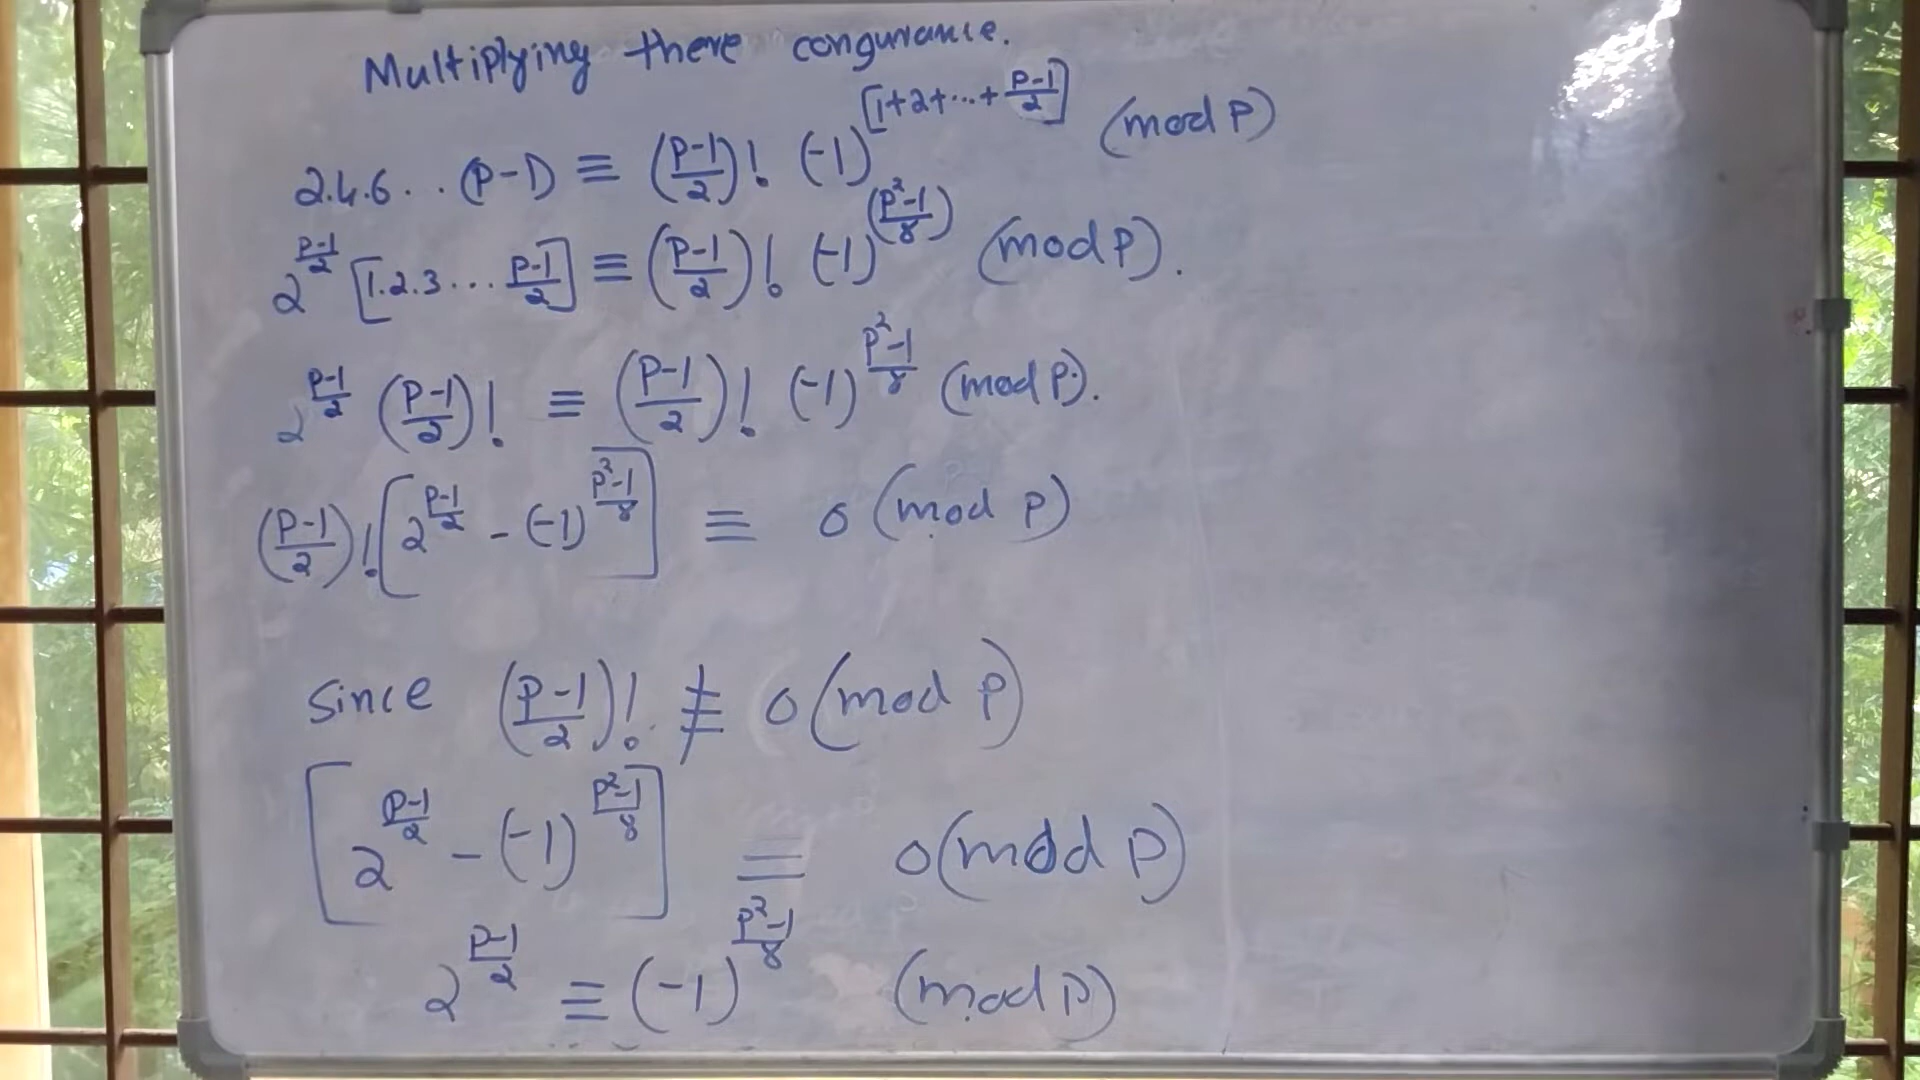 Multiplying there congurance.
2.4.6... (p-1) ≡ (p-1/2)! (-1)^[1+2+...+ p-1/2] (mod p)
2^(p-1/2) [1.2.3... p-1/2] ≡ (p-1/2)! (-1)^(p²-1/8) (mod p).
2^(p-1/2) (p-1/2)! ≡ (p-1/2)! (-1)^(p²-1/8) (mod p).
(p-1/2)! [2^(p-1/2) - (-1)^(p²-1/8)] ≡ 0 (mod p)
Since (p-1/2)! ≢ 0 (mod p)
[2^(p-1/2) - (-1)^(p²-1/8)] ≡ 0 (mod p)
2^(p-1/2) ≡ (-1)^(p²-1/8) (mod p)